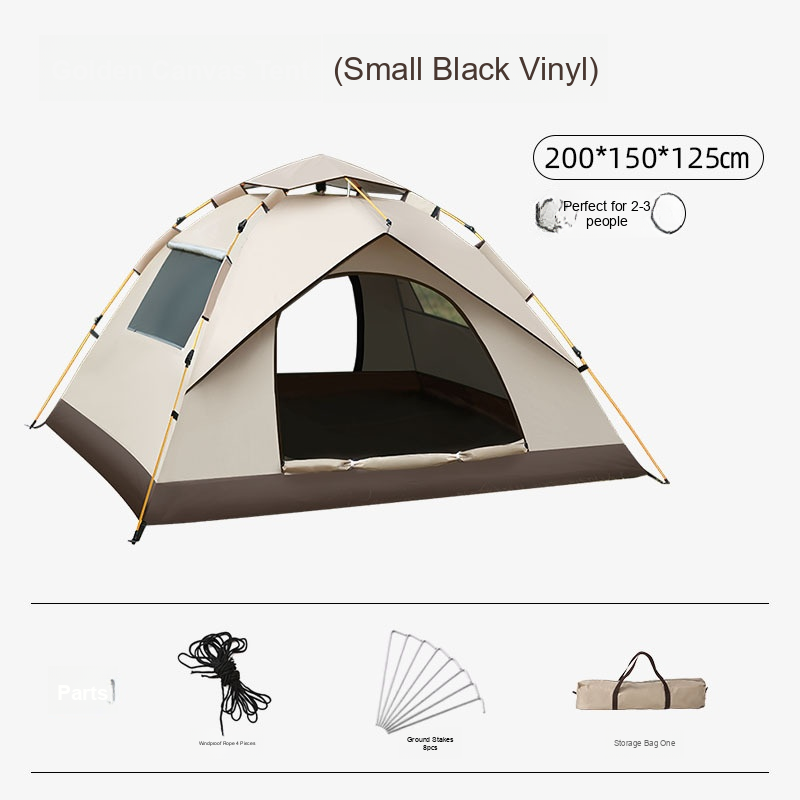 (Small Black Vinyl)
200*150*125cm
Perfect for 2-3
people
Parts
Windproof Rope 4 Pieces
Ground Stakes
8pcs
Storage Bag One